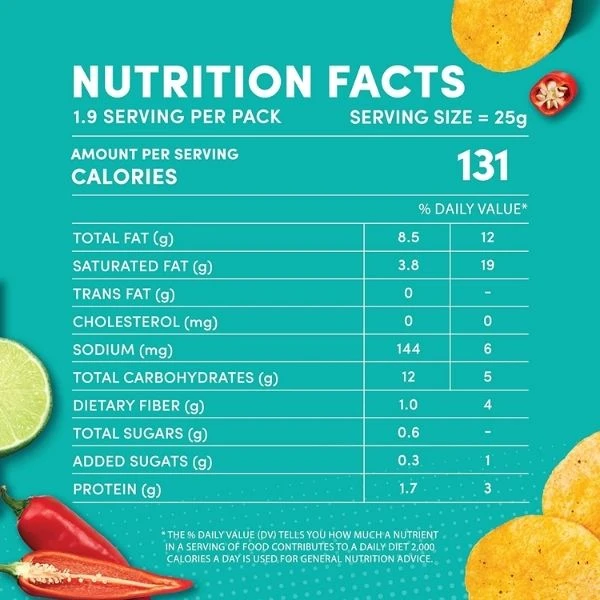 NUTRITION FACTS
1.9 SERVING PER PACK SERVING SIZE = 25g
AMOUNT PER SERVING
CALORIES 131
% DAILY VALUE*
TOTAL FAT (g) 8.5 12
SATURATED FAT (g) 3.8 19
TRANS FAT (g) 0 -
CHOLESTEROL (mg) 0 0
SODIUM (mg) 144 6
TOTAL CARBOHYDRATES (g) 12 5
DIETARY FIBER (g) 1.0 4
TOTAL SUGARS (g) 0.6 -
ADDED SUGATS (g) 0.3 1
PROTEIN (g) 1.7 3
* THE % DAILY VALUE (DV) TELLS YOU HOW MUCH A NUTRIENT
IN A SERVING OF FOOD CONTRIBUTES TO A DAILY DIET 2,000
CALORIES A DAY IS USED FOR GENERAL NUTRITION ADVICE.